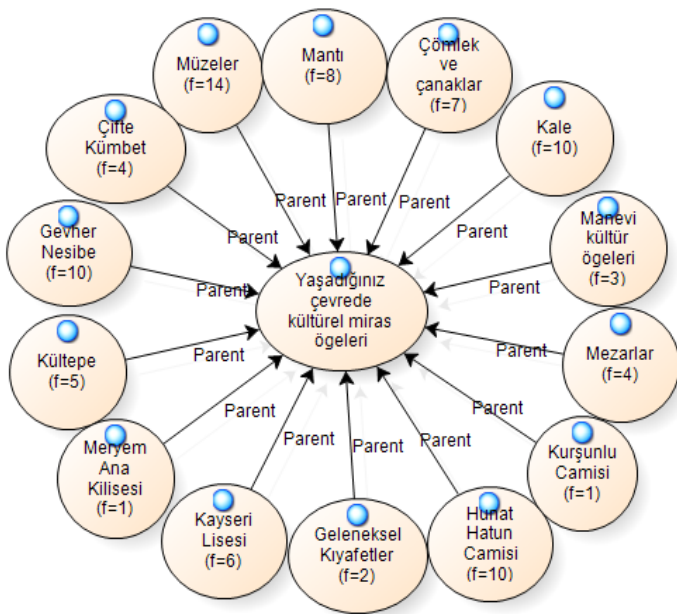 Müzeler
(f=14)
Mantı
(f=8)
Çömlek
ve
çanaklar
(f=7)
Kale
(f=10)
Manevi
kültür
ögeleri
(f=3)
Mezarlar
(f=4)
Kurşunlu
Camisi
(f=1)
Hunat
Hatun
Camisi
(f=10)
Geleneksel
Kıyafetler
(f=2)
Kayseri
Lisesi
(f=6)
Meryem
Ana
Kilisesi
(f=1)
Kültepe
(f=5)
Gevher
Nesibe
(f=10)
Çifte
Kümbet
(f=4)
Yaşadığınız
çevrede
kültürel miras
ögeleri
Parent
Parent
Parent
Parent
Parent
Parent
Parent
Parent
Parent
Parent
Parent
Parent
Parent
Parent